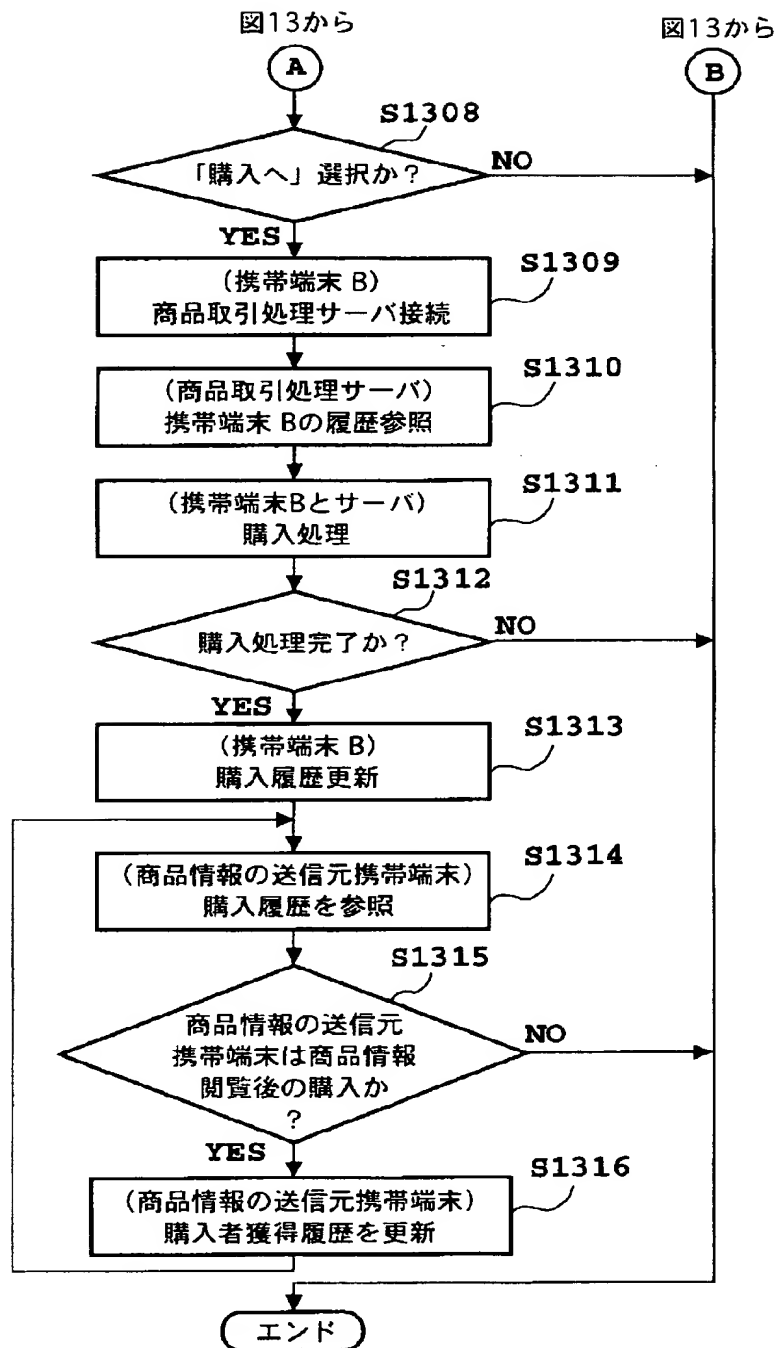 図13から
A
図13から
B
S1308
「購入へ」選択か？
NO
YES
S1309
(携帯端末 B)
商品取引処理サーバ接続
S1310
(商品取引処理サーバ)
携帯端末 Bの履歴参照
S1311
(携帯端末Bとサーバ)
購入処理
S1312
購入処理完了か？
NO
YES
S1313
(携帯端末 B)
購入履歴更新
S1314
(商品情報の送信元携帯端末)
購入履歴を参照
S1315
商品情報の送信元
携帯端末は商品情報
閲覧後の購入か
？
NO
YES
S1316
(商品情報の送信元携帯端末)
購入者獲得履歴を更新
エンド